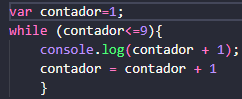 var contador=1;
while (contador<=9){
    console.log(contador + 1);
    contador = contador + 1
    }